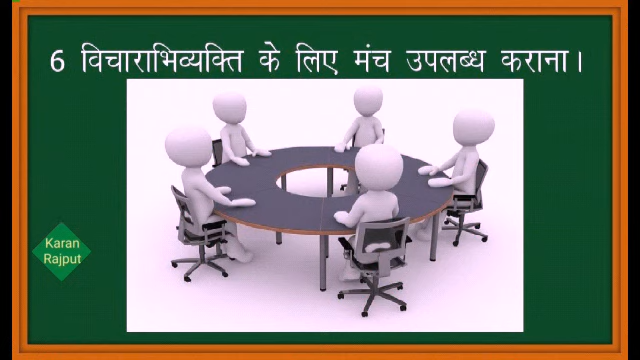 6 विचाराभिव्यक्ति के लिए मंच उपलब्ध कराना।
Karan
Rajput